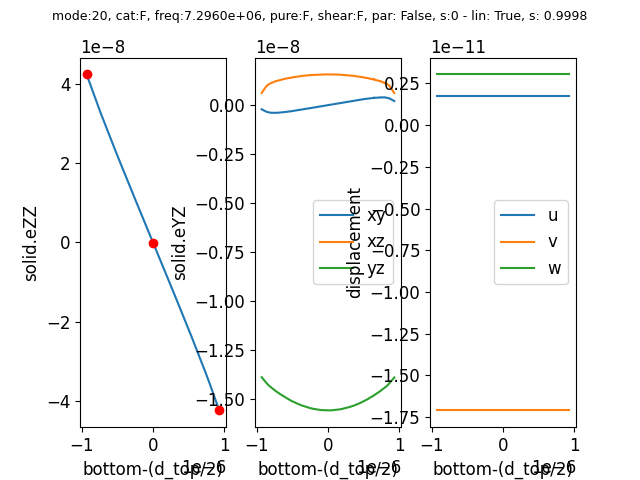 mode:20, cat:F, freq:7.2960e+06, pure:F, shear:F, par: False, s:0 - lin: True, s: 0.9998
1e−8
4
2
0
−2
−4
−1
0
1
1e−6
solid.eZZ
bottom-(d_top/2)
1e−8
0.00
−0.25
−0.50
−0.75
−1.00
−1.25
−1.50
−1
0
1
1e−6
solid.eYZ
bottom-(d_top/2)
xy
xz
yz
1e−11
0.25
0.00
−0.25
−0.50
−0.75
−1.00
−1.25
−1.50
−1.75
−1
0
1
1e−6
displacement
bottom-(d_top/2)
u
v
w